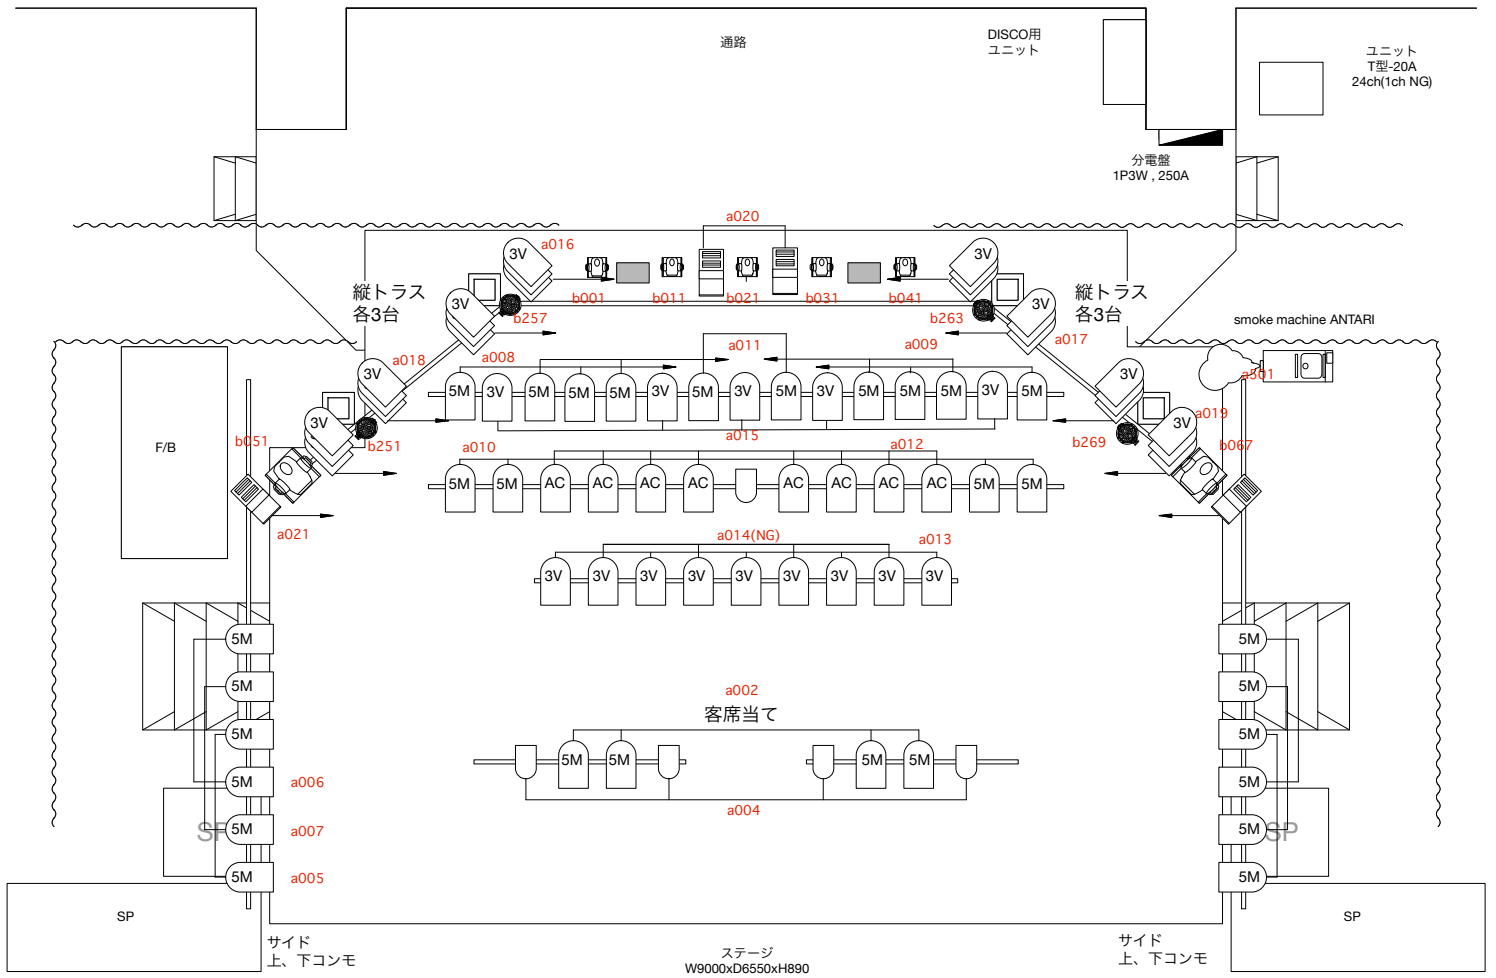 通路
DISCO用
ユニット
ユニット
T型-20A
24ch(1ch NG)
分電盤
1P3W , 250A
a020
3V
a016
3V
b001
b011
b021
b031
b041
縦トラス
各3台
縦トラス
各3台
3V
3V
b257
b263
smoke machine ANTARI
a017
a018
a008
a011
a009
a501
3V
3V
5M
3V
5M
5M
5M
3V
5M
3V
5M
3V
5M
5M
5M
3V
5M
3V
3V
a019
F/B
b051
b251
a010
a015
a012
b269
b067
5M
5M
AC
AC
AC
AC
AC
AC
AC
AC
5M
5M
a021
a014(NG)
a013
3V
3V
3V
3V
3V
3V
3V
3V
3V
5M
5M
5M
5M
a002
客席当て
5M
5M
5M
5M
5M
5M
5M
a006
5M
a004
SP
5M
a007
5M
SP
5M
a005
5M
SP
SP
サイド
上、下コンモ
サイド
上、下コンモ
ステージ
W9000xD6550xH890